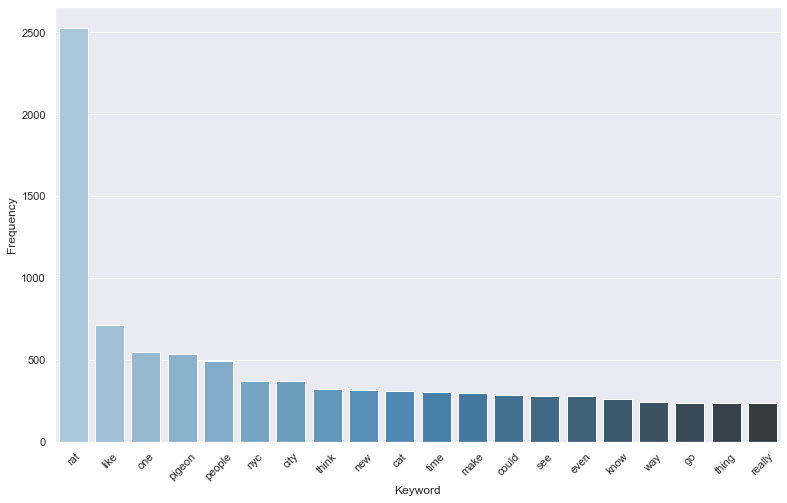 2500
2000
1500
1000
500
0
Frequency
rat like one pigeon people nyc city think new cat time make could see even know way go thing really
Keyword